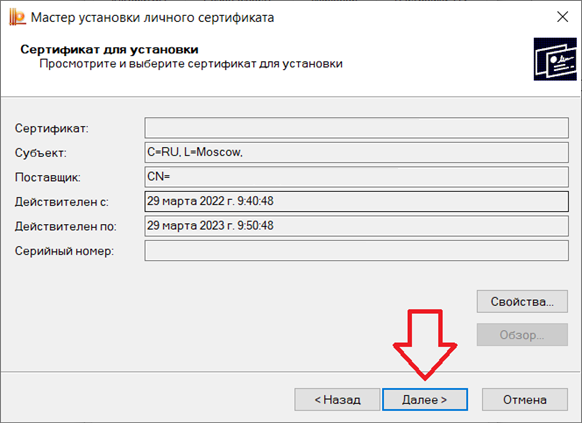 Мастер установки личного сертификата
Сертификат для установки
Просмотрите и выберите сертификат для установки
Сертификат:
Субъект: C=RU, L=Moscow,
Поставщик: CN=
Действителен с: 29 марта 2022 г. 9:40:48
Действителен по: 29 марта 2023 г. 9:50:48
Серийный номер:
Свойства...
Обзор...
< Назад Далее > Отмена